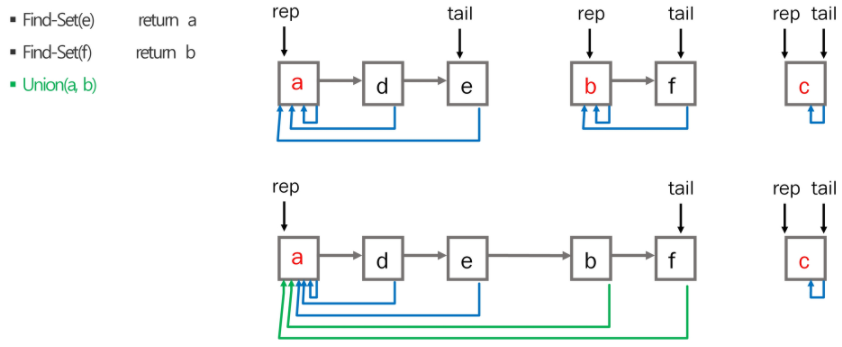 ▪ Find-Set(e) return a
▪ Find-Set(f) return b
▪ Union(a, b)
rep tail rep tail rep tail
a d e b f c
rep tail rep tail
a d e b f c